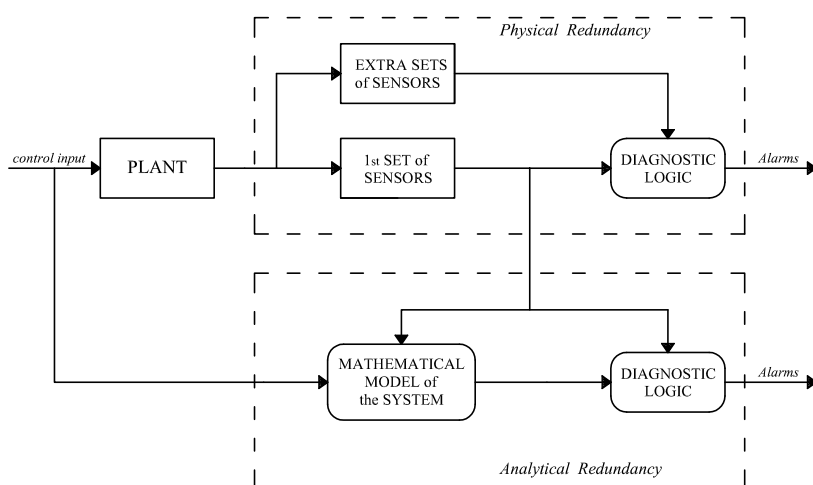 Physical Redundancy
EXTRA SETS
of SENSORS
control input
PLANT
1st SET of
SENSORS
DIAGNOSTIC
LOGIC
Alarms
MATHEMATICAL
MODEL of
the SYSTEM
DIAGNOSTIC
LOGIC
Alarms
Analytical Redundancy